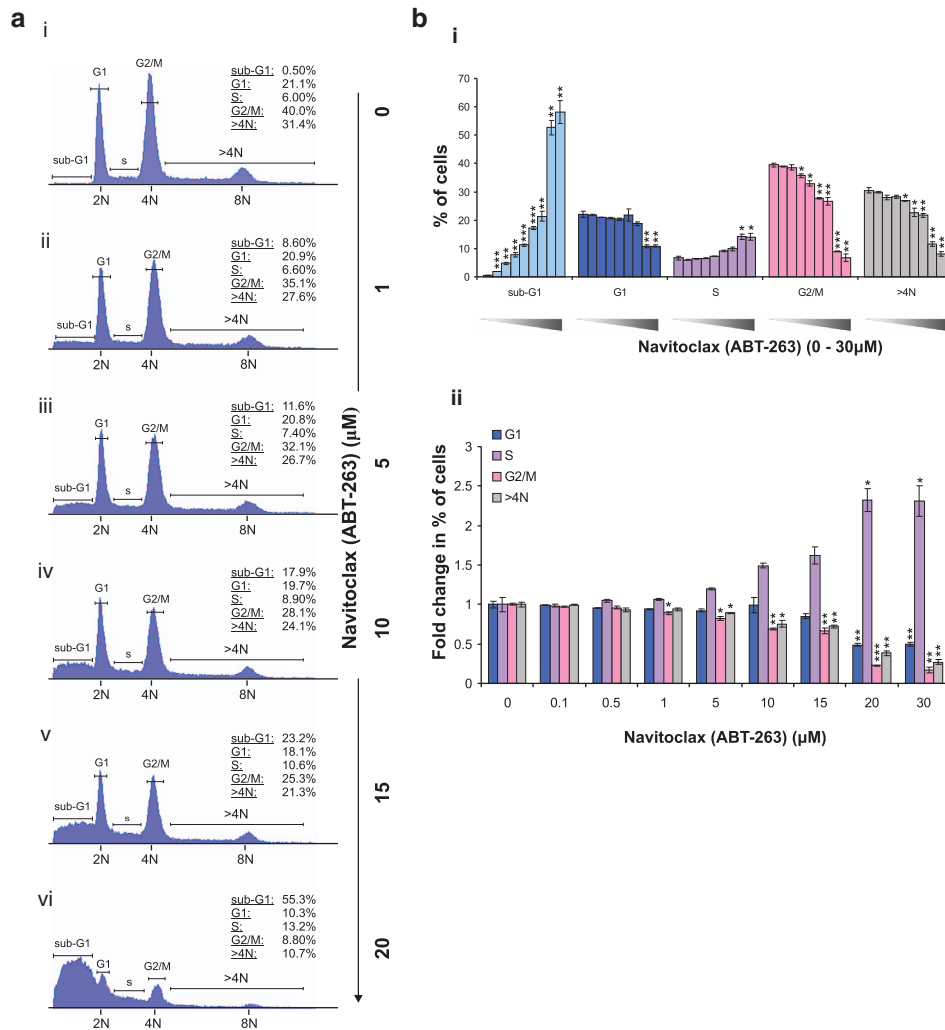 a
i
G1
G2/M
sub-G1
s
>4N
sub-G1: 0.50%
G1: 21.1%
S: 6.00%
G2/M: 40.0%
>4N: 31.4%
2N 4N 8N
0
ii
G1
G2/M
sub-G1
s
>4N
sub-G1: 8.60%
G1: 20.9%
S: 6.60%
G2/M: 35.1%
>4N: 27.6%
2N 4N 8N
1
iii
G1
G2/M
sub-G1
s
>4N
sub-G1: 11.6%
G1: 20.8%
S: 7.40%
G2/M: 32.1%
>4N: 26.7%
2N 4N 8N
5
iv
G1
G2/M
sub-G1
s
>4N
sub-G1: 17.9%
G1: 19.7%
S: 8.90%
G2/M: 28.1%
>4N: 24.1%
2N 4N 8N
10
v
G1
G2/M
sub-G1
s
>4N
sub-G1: 23.2%
G1: 18.1%
S: 10.6%
G2/M: 25.3%
>4N: 21.3%
2N 4N 8N
15
vi
G1
G2/M
sub-G1
s
>4N
sub-G1: 55.3%
G1: 10.3%
S: 13.2%
G2/M: 8.80%
>4N: 10.7%
2N 4N 8N
20
Navitoclax (ABT-263) (µM)
b
i
% of cells
70
60
50
40
30
20
10
0
*** ** ** *** *** *** ** **
** **
* *
* * ** ** *** ***
* * ** ** **
sub-G1 G1 S G2/M >4N
Navitoclax (ABT-263) (0 - 30µM)
ii
G1
S
G2/M
>4N
Fold change in % of cells
3
2.5
2
1.5
1
0.5
0
*
* *
** *
** **
** * *** **
** * ** **
0 0.1 0.5 1 5 10 15 20 30
Navitoclax (ABT-263) (µM)